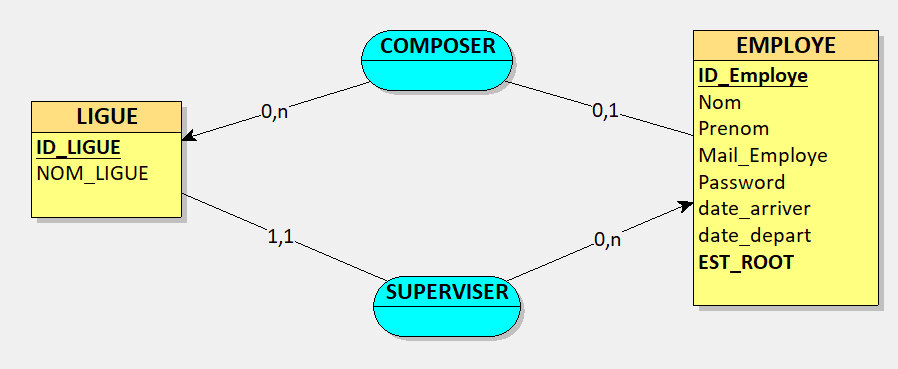 COMPOSER
0,n
0,1
LIGUE
ID_LIGUE
NOM_LIGUE
EMPLOYE
ID_Employe
Nom
Prenom
Mail_Employe
Password
date_arriver
date_depart
EST_ROOT
1,1
0,n
SUPERVISER